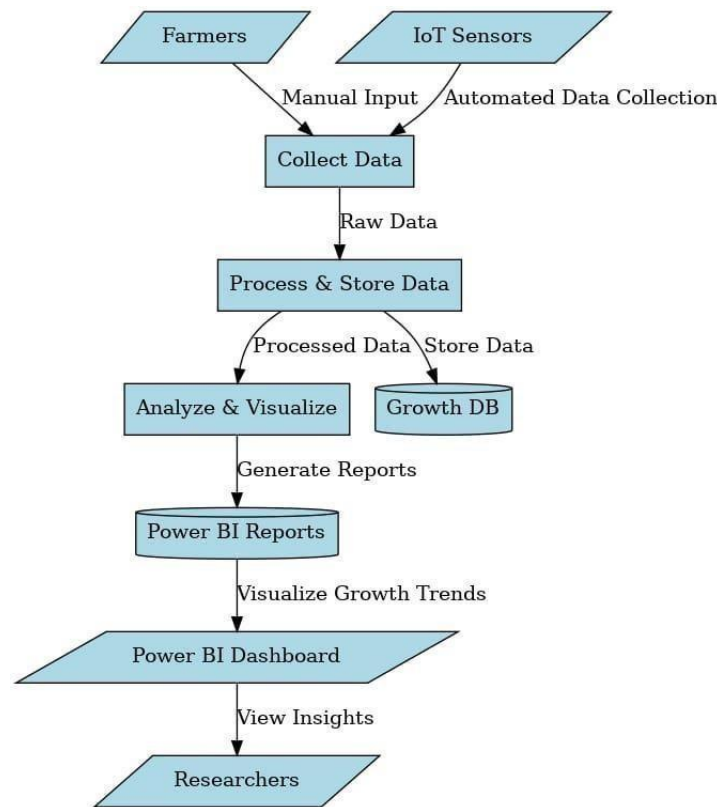 Farmers
IoT Sensors
Manual Input
Automated Data Collection
Collect Data
Raw Data
Process & Store Data
Processed Data
Store Data
Analyze & Visualize
Growth DB
Generate Reports
Power BI Reports
Visualize Growth Trends
Power BI Dashboard
View Insights
Researchers